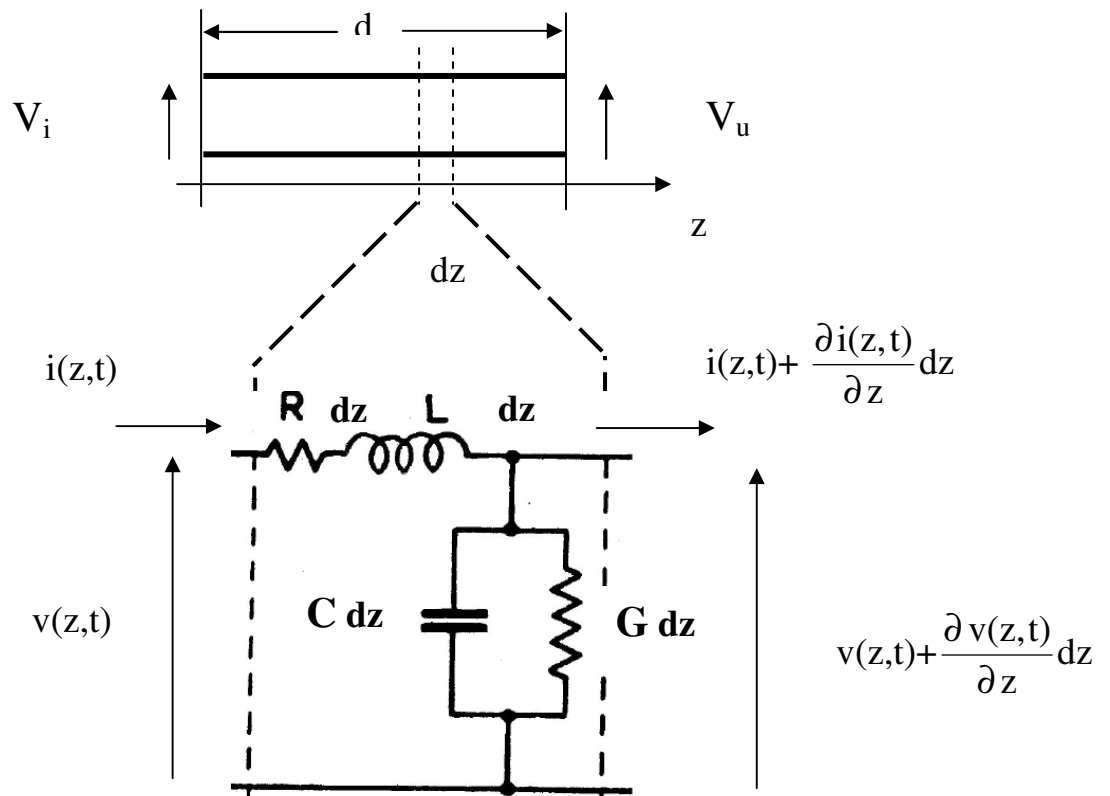 d
V_i
V_u
z
dz
i(z,t)
i(z,t)+ ∂i(z,t)/∂z dz
R dz L dz
v(z,t)
C dz
G dz
v(z,t)+ ∂v(z,t)/∂z dz